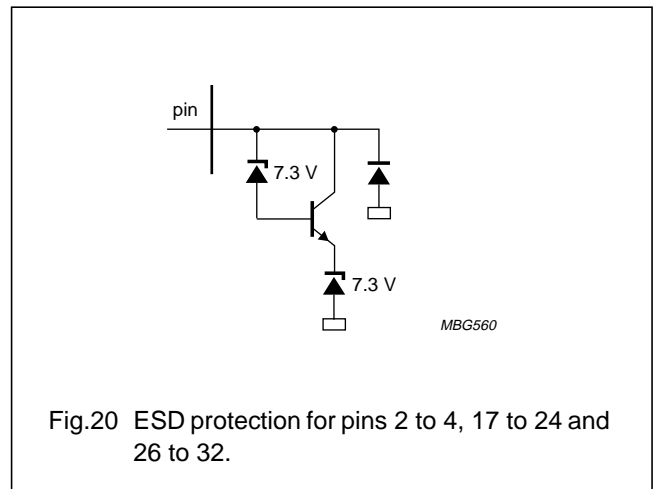 pin
7.3 V
7.3 V
MBG560
Fig.20 ESD protection for pins 2 to 4, 17 to 24 and
26 to 32.